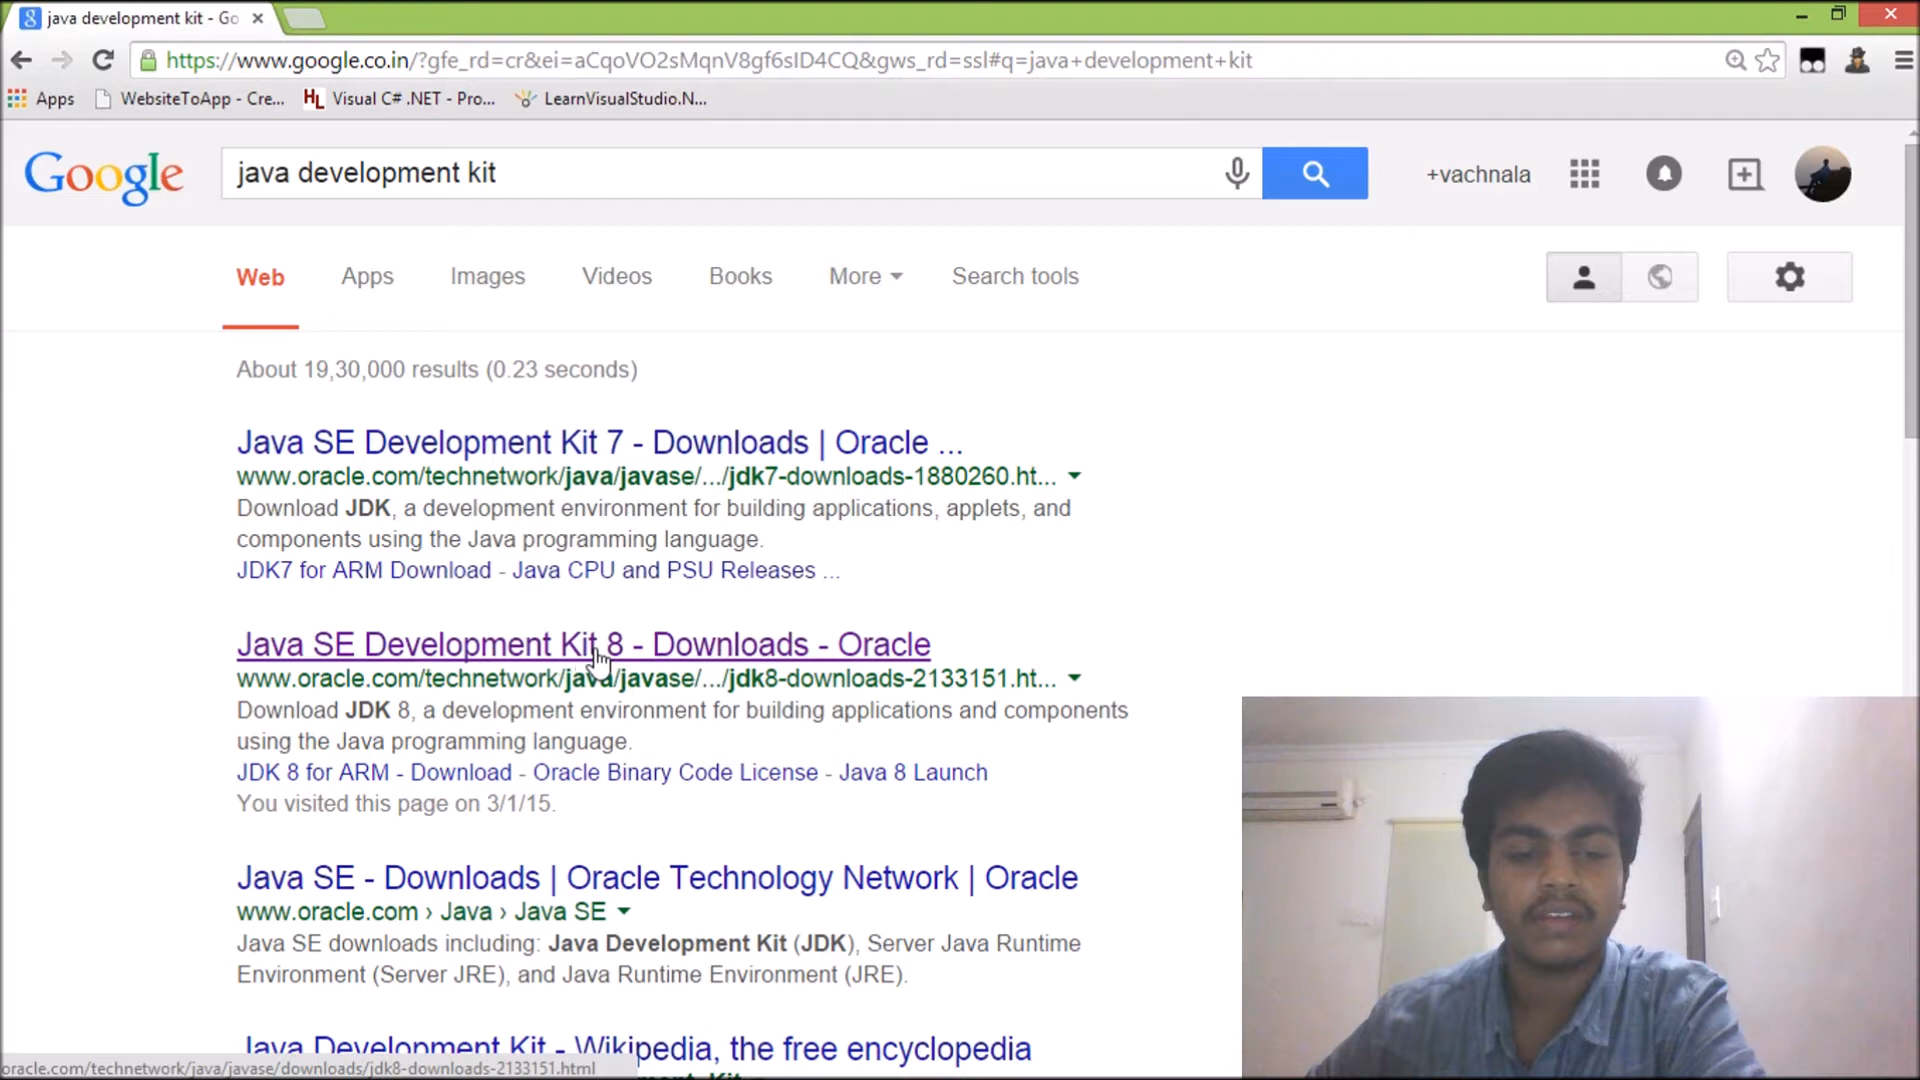 java development kit - Go
https://www.google.co.in/?gfe_rd=cr&ei=aCqoVO2sMqnV8gf6sID4CQ&gws_rd=ssl#q=java+development+kit
Apps WebsiteToApp - Cre... HL Visual C# .NET - Pro... LearnVisualStudio.N...
Google java development kit +vachnala
Web Apps Images Videos Books More Search tools
About 19,30,000 results (0.23 seconds)
Java SE Development Kit 7 - Downloads | Oracle ...
www.oracle.com/technetwork/java/javase/.../jdk7-downloads-1880260.ht...
Download JDK, a development environment for building applications, applets, and
components using the Java programming language.
JDK7 for ARM Download - Java CPU and PSU Releases ...
Java SE Development Kit 8 - Downloads - Oracle
www.oracle.com/technetwork/java/javase/.../jdk8-downloads-2133151.ht...
Download JDK 8, a development environment for building applications and components
using the Java programming language.
JDK 8 for ARM - Download - Oracle Binary Code License - Java 8 Launch
You visited this page on 3/1/15.
Java SE - Downloads | Oracle Technology Network | Oracle
www.oracle.com › Java › Java SE
Java SE downloads including: Java Development Kit (JDK), Server Java Runtime
Environment (Server JRE), and Java Runtime Environment (JRE).
Java Development Kit - Wikipedia, the free encyclopedia
oracle.com/technetwork/java/javase/downloads/jdk8-downloads-2133151.html